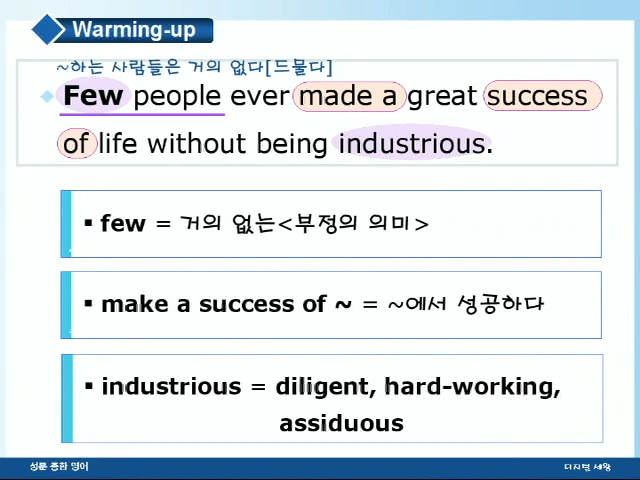 Warming-up
~하는 사람들은 거의 없다[드물다]
Few people ever made a great success
of life without being industrious.
▪ few = 거의 없는<부정의 의미>
▪ make a success of ~ = ~에서 성공하다
▪ industrious = diligent, hard-working,
assiduous
성문 종합 영어
디지털 세왕